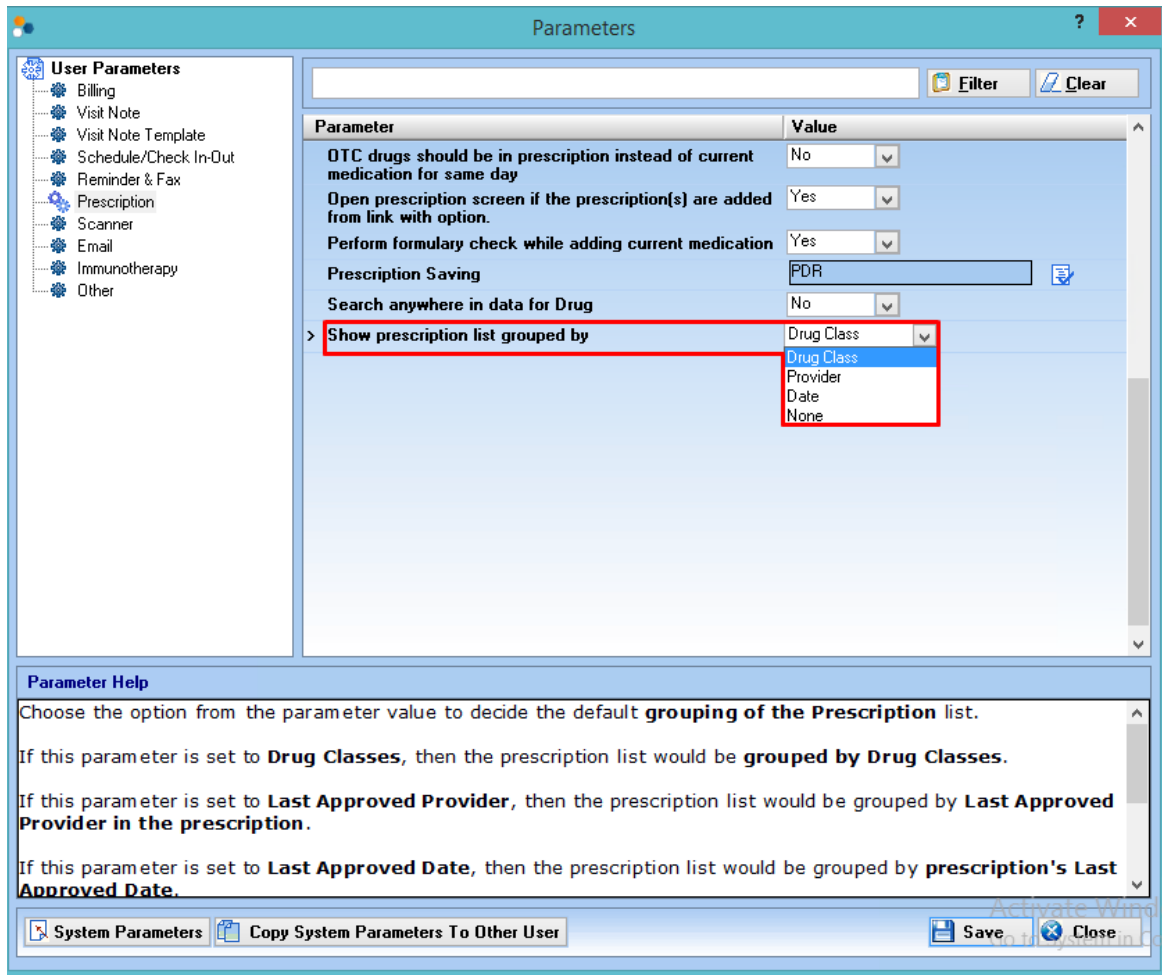 Parameters
?
User Parameters
Billing
Visit Note
Visit Note Template
Schedule/Check In-Out
Reminder & Fax
Prescription
Scanner
Email
Immunotherapy
Other
Filter
Clear
Parameter Value
OTC drugs should be in prescription instead of current
medication for same day
No
Open prescription screen if the prescription(s) are added
from link with option.
Yes
Perform formulary check while adding current medication
Yes
Prescription Saving
PDR
Search anywhere in data for Drug
No
> Show prescription list grouped by
Drug Class
Drug Class
Provider
Date
None
Parameter Help
Choose the option from the parameter value to decide the default grouping of the Prescription list.
If this parameter is set to Drug Classes, then the prescription list would be grouped by Drug Classes.
If this parameter is set to Last Approved Provider, then the prescription list would be grouped by Last Approved
Provider in the prescription.
If this parameter is set to Last Approved Date, then the prescription list would be grouped by prescription's Last
Approved Date.
Activate Wind
System Parameters
Copy System Parameters To Other User
Save
Close
Go to System in Co